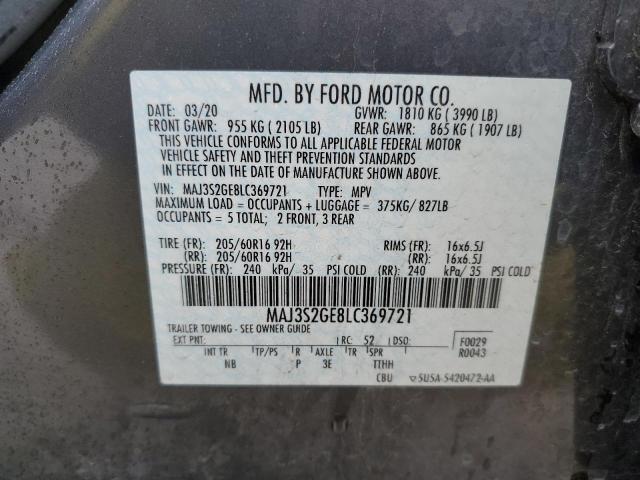 MFD. BY FORD MOTOR CO.
DATE: 03/20 GVWR: 1810 KG ( 3990 LB)
FRONT GAWR: 955 KG ( 2105 LB) REAR GAWR: 865 KG ( 1907 LB)
THIS VEHICLE CONFORMS TO ALL APPLICABLE FEDERAL MOTOR
VEHICLE SAFETY AND THEFT PREVENTION STANDARDS
IN EFFECT ON THE DATE OF MANUFACTURE SHOWN ABOVE.
VIN: MAJ3S2GE8LC369721 TYPE: MPV
MAXIMUM LOAD = OCCUPANTS + LUGGAGE = 375KG/ 827LB
OCCUPANTS = 5 TOTAL; 2 FRONT, 3 REAR
TIRE (FR): 205/60R16 92H RIMS (FR): 16x6.5J
(RR): 205/60R16 92H (RR): 16x6.5J
PRESSURE (FR): 240 kPa/ 35 PSI COLD (RR): 240 kPa/ 35 PSI COLD
MAJ3S2GE8LC369721
TRAILER TOWING - SEE OWNER GUIDE
EXT PNT: RC: 52 DSO: F0029
R0043
INT TR TP/PS R AXLE TR SPR
NB P 3E TTHH
CBU ▽5USA-5420472-AA